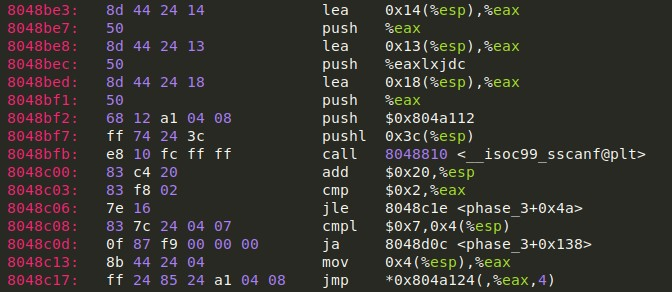 8048be3: 8d 44 24 14 lea 0x14(%esp),%eax
8048be7: 50 push %eax
8048be8: 8d 44 24 13 lea 0x13(%esp),%eax
8048bec: 50 push %eaxlxjdc
8048bed: 8d 44 24 18 lea 0x18(%esp),%eax
8048bf1: 50 push %eax
8048bf2: 68 12 a1 04 08 push $0x804a112
8048bf7: ff 74 24 3c pushl 0x3c(%esp)
8048bfb: e8 10 fc ff ff call 8048810 <__isoc99_sscanf@plt>
8048c00: 83 c4 20 add $0x20,%esp
8048c03: 83 f8 02 cmp $0x2,%eax
8048c06: 7e 16 jle 8048c1e <phase_3+0x4a>
8048c08: 83 7c 24 04 07 cmpl $0x7,0x4(%esp)
8048c0d: 0f 87 f9 00 00 00 ja 8048d0c <phase_3+0x138>
8048c13: 8b 44 24 04 mov 0x4(%esp),%eax
8048c17: ff 24 85 24 a1 04 08 jmp *0x804a124(,%eax,4)